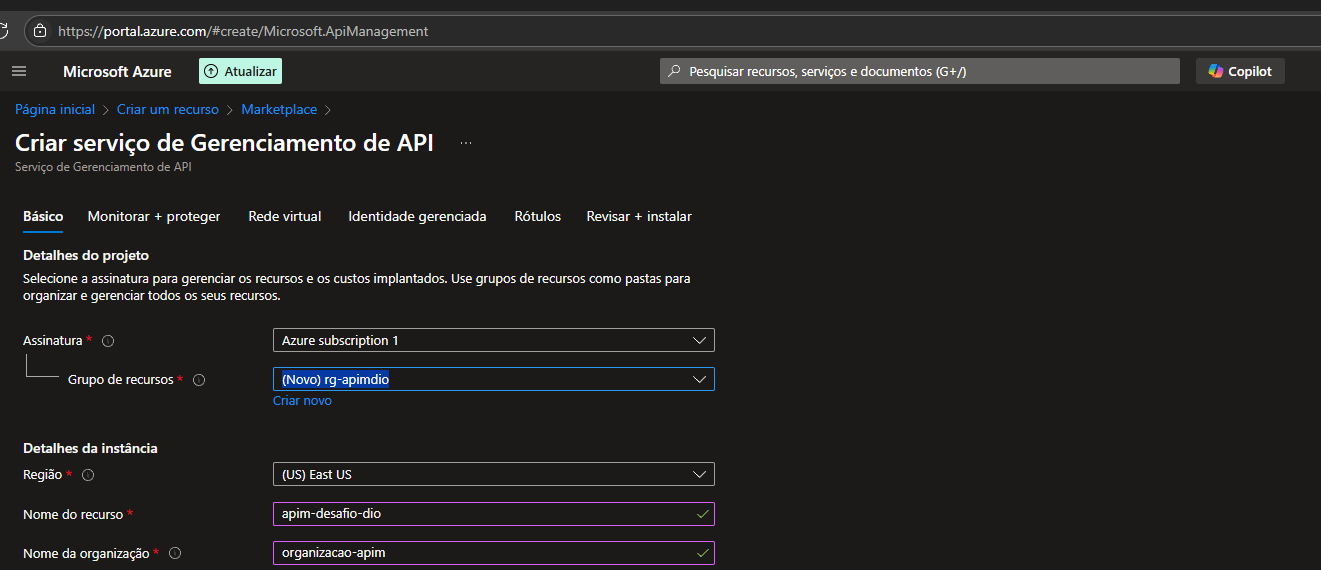 https://portal.azure.com/#create/Microsoft.ApiManagement
Microsoft Azure
Atualizar
Pesquisar recursos, serviços e documentos (G+/)
Copilot
Página inicial > Criar um recurso > Marketplace >
Criar serviço de Gerenciamento de API ...
Serviço de Gerenciamento de API
Básico Monitorar + proteger Rede virtual Identidade gerenciada Rótulos Revisar + instalar
Detalhes do projeto
Selecione a assinatura para gerenciar os recursos e os custos implantados. Use grupos de recursos como pastas para
organizar e gerenciar todos os seus recursos.
Assinatura * Azure subscription 1
Grupo de recursos * (Novo) rg-apimdio
Criar novo
Detalhes da instância
Região * (US) East US
Nome do recurso * apim-desafio-dio
Nome da organização * organizacao-apim